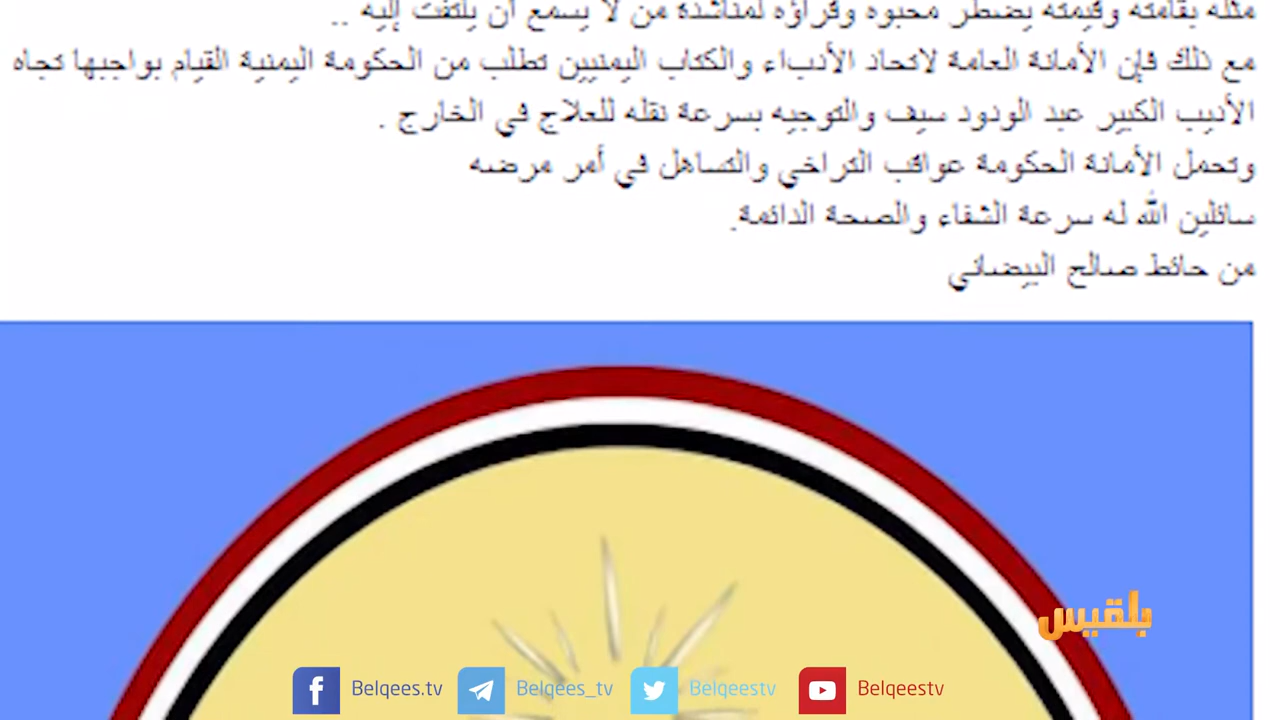 مثله بقامته وقيمته يضطر محبوه وقراؤه لمناشدة من لا يسمع أن يلتفت إليه ..
مع ذلك فإن الأمانة العامة لاتحاد الأدباء والكتاب اليمنيين تطلب من الحكومة اليمنية القيام بواجبها تجاه
الأديب الكبير عبد الودود سيف والتوجيه بسرعة نقله للعلاج في الخارج .
وتحمل الأمانة الحكومة عواقب التراخي والتساهل في أمر مرضه
سائلين الله له سرعة الشفاء والصحة الدائمة.
من حائط صالح البيضاني
بلقيس
Belqees.tv
Belqees_tv
Belqeestv
Belqeestv